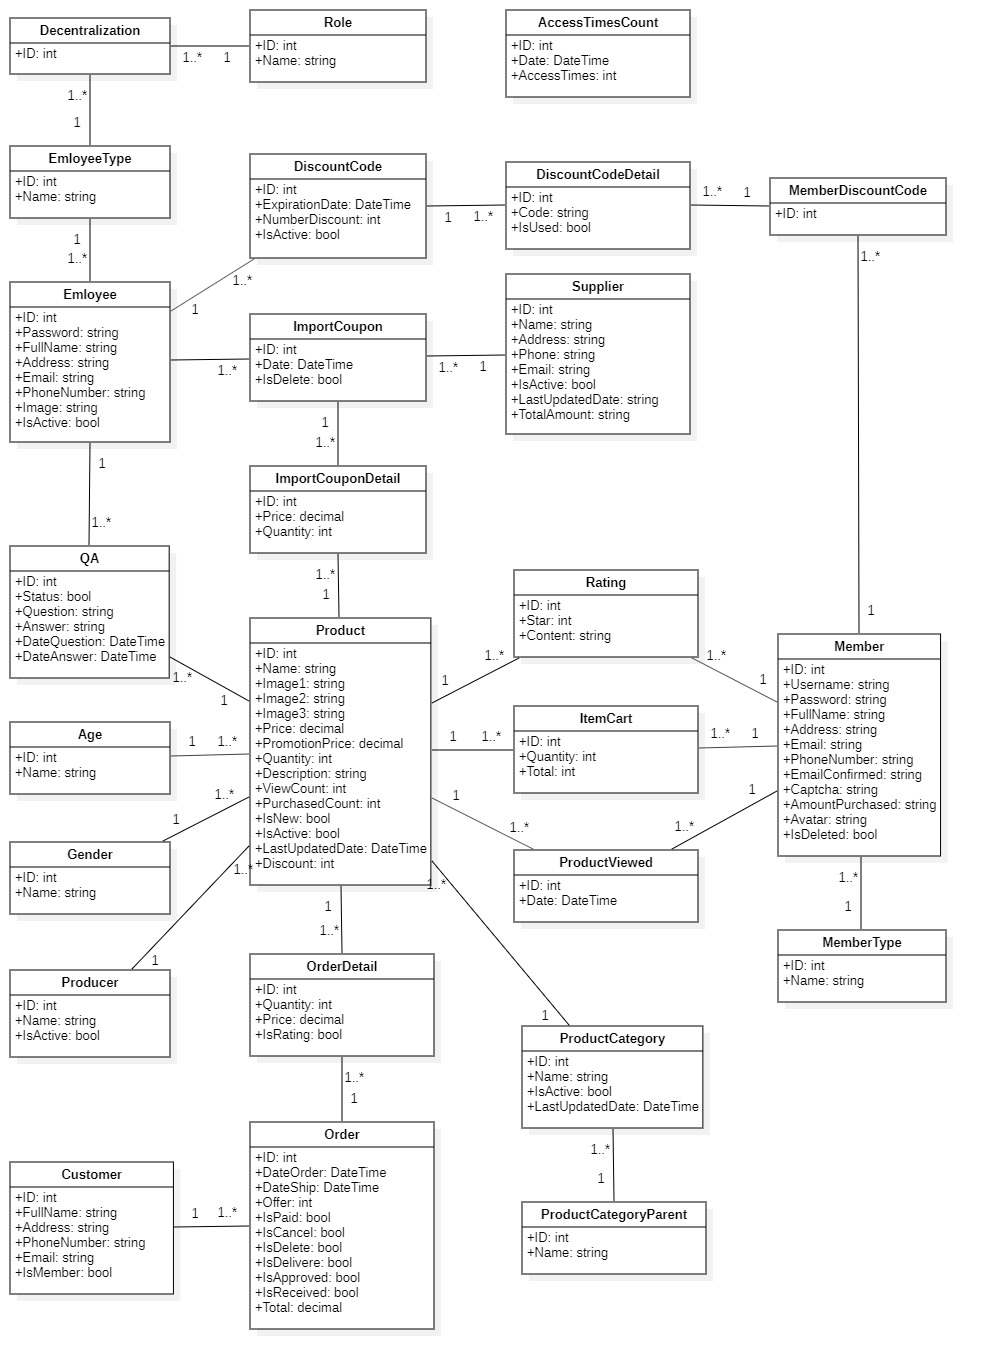 Decentralization
+ID: int
1..*
1
Role
+ID: int
+Name: string
AccessTimesCount
+ID: int
+Date: DateTime
+AccessTimes: int
1..*
1
EmloyeeType
+ID: int
+Name: string
1
1..*
DiscountCode
+ID: int
+ExpirationDate: DateTime
+NumberDiscount: int
+IsActive: bool
1
1..*
DiscountCodeDetail
+ID: int
+Code: string
+IsUsed: bool
1..*
1
MemberDiscountCode
+ID: int
1..*
1
Emloyee
+ID: int
+Password: string
+FullName: string
+Address: string
+Email: string
+PhoneNumber: string
+Image: string
+IsActive: bool
1..*
1
1..*
ImportCoupon
+ID: int
+Date: DateTime
+IsDelete: bool
1..*
1
Supplier
+ID: int
+Name: string
+Address: string
+Phone: string
+Email: string
+IsActive: bool
+LastUpdatedDate: string
+TotalAmount: string
1
1..*
ImportCouponDetail
+ID: int
+Price: decimal
+Quantity: int
1..*
1
1
1..*
QA
+ID: int
+Status: bool
+Question: string
+Answer: string
+DateQuestion: DateTime
+DateAnswer: DateTime
1..*
1
Product
+ID: int
+Name: string
+Image1: string
+Image2: string
+Image3: string
+Price: decimal
+PromotionPrice: decimal
+Quantity: int
+Description: string
+ViewCount: int
+PurchasedCount: int
+IsNew: bool
+IsActive: bool
+LastUpdatedDate: DateTime
+Discount: int
Rating
+ID: int
+Star: int
+Content: string
1..*
1
1..*
1
Member
+ID: int
+Username: string
+Password: string
+FullName: string
+Address: string
+Email: string
+PhoneNumber: string
+EmailConfirmed: string
+Captcha: string
+AmountPurchased: string
+Avatar: string
+IsDeleted: bool
Age
+ID: int
+Name: string
1
1..*
ItemCart
+ID: int
+Quantity: int
+Total: int
1
1..*
1..*
1
1..*
1
Gender
+ID: int
+Name: string
1
1..*
1
1..*
ProductViewed
+ID: int
+Date: DateTime
1..*
1
1..*
1
Producer
+ID: int
+Name: string
+IsActive: bool
1
1..*
OrderDetail
+ID: int
+Quantity: int
+Price: decimal
+IsRating: bool
1..*
1
MemberType
+ID: int
+Name: string
1..*
1
ProductCategory
+ID: int
+Name: string
+IsActive: bool
+LastUpdatedDate: DateTime
1..*
1
Order
+ID: int
+DateOrder: DateTime
+DateShip: DateTime
+Offer: int
+IsPaid: bool
+IsCancel: bool
+IsDelete: bool
+IsDelivere: bool
+IsApproved: bool
+IsReceived: bool
+Total: decimal
Customer
+ID: int
+FullName: string
+Address: string
+PhoneNumber: string
+Email: string
+IsMember: bool
1
1..*
1..*
1
ProductCategoryParent
+ID: int
+Name: string